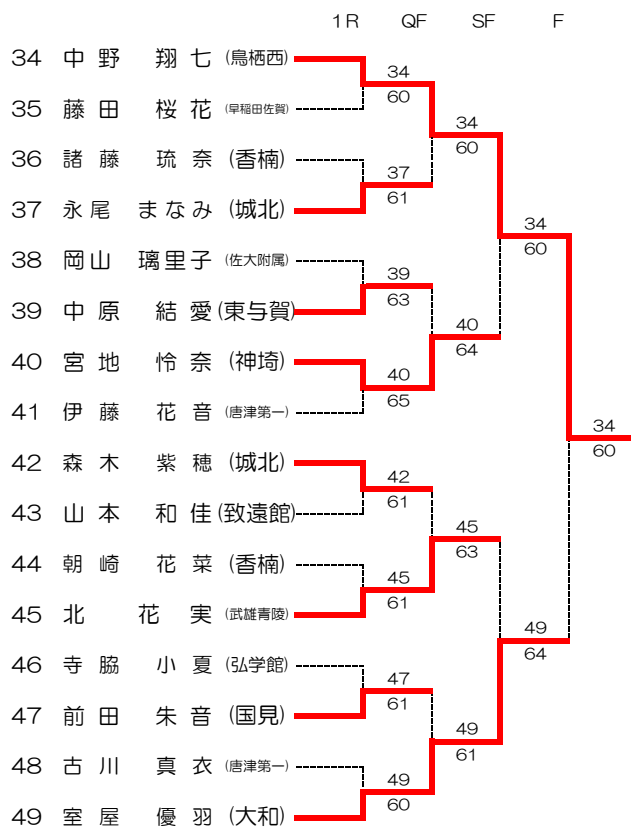 1R QF SF F
34 中野 翔七 (鳥栖西)
34
60
35 藤田 桜花 (早稲田佐賀)
34
60
36 諸藤 琉奈 (香楠)
37
61
37 永尾 まなみ (城北)
34
60
38 岡山 璃里子 (佐大附属)
39
63
39 中原 結愛 (東与賀)
40
64
40 宮地 怜奈 (神埼)
40
65
41 伊藤 花音 (唐津第一)
34
60
42 森木 紫穂 (城北)
42
61
43 山本 和佳 (致遠館)
45
63
44 朝崎 花菜 (香楠)
45
61
45 北 花実 (武雄青陵)
49
64
46 寺脇 小夏 (弘学館)
47
61
47 前田 朱音 (国見)
49
61
48 古川 真衣 (唐津第一)
49
60
49 室屋 優羽 (大和)